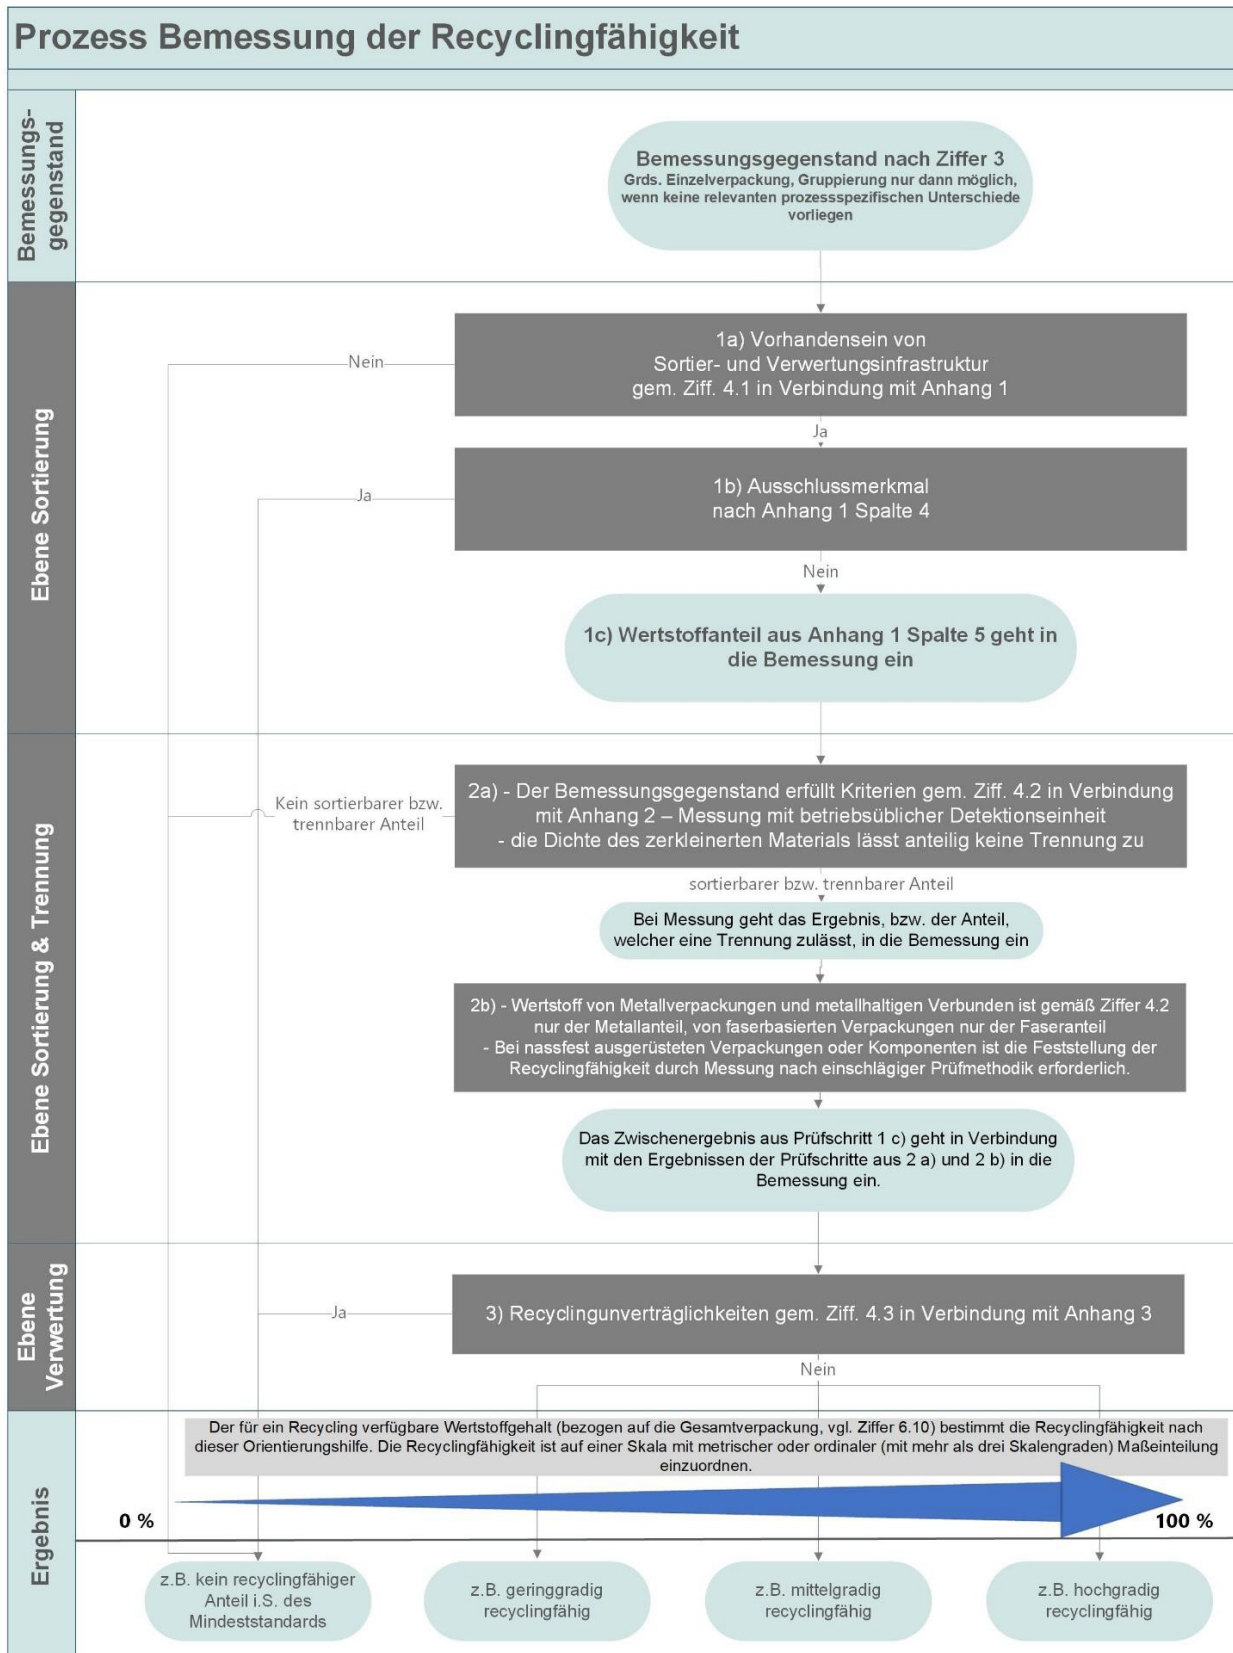 Prozess Bemessung der Recyclingfähigkeit
Bemessungs-
gegenstand
Bemessungsgegenstand nach Ziffer 3
Grds. Einzelverpackung, Gruppierung nur dann möglich,
wenn keine relevanten prozessspezifischen Unterschiede
vorliegen
Ebene Sortierung
1a) Vorhandensein von
Sortier- und Verwertungsinfrastruktur
gem. Ziff. 4.1 in Verbindung mit Anhang 1
Nein
Ja
1b) Ausschlussmerkmal
nach Anhang 1 Spalte 4
Ja
Nein
1c) Wertstoffanteil aus Anhang 1 Spalte 5 geht in
die Bemessung ein
Ebene Sortierung & Trennung
Kein sortierbarer bzw.
trennbarer Anteil
2a) - Der Bemessungsgegenstand erfüllt Kriterien gem. Ziff. 4.2 in Verbindung
mit Anhang 2 – Messung mit betriebsüblicher Detektionseinheit
- die Dichte des zerkleinerten Materials lässt anteilig keine Trennung zu
sortierbarer bzw. trennbarer Anteil
Bei Messung geht das Ergebnis, bzw. der Anteil,
welcher eine Trennung zulässt, in die Bemessung ein
2b) - Wertstoff von Metallverpackungen und metallhaltigen Verbunden ist gemäß Ziffer 4.2
nur der Metallanteil, von faserbasierten Verpackungen nur der Faseranteil
- Bei nassfest ausgerüsteten Verpackungen oder Komponenten ist die Feststellung der
Recyclingfähigkeit durch Messung nach einschlägiger Prüfmethodik erforderlich.
Das Zwischenergebnis aus Prüfschritt 1 c) geht in Verbindung
mit den Ergebnissen der Prüfschritte aus 2 a) und 2 b) in die
Bemessung ein.
Ebene
Verwertung
Ja
3) Recyclingunverträglichkeiten gem. Ziff. 4.3 in Verbindung mit Anhang 3
Nein
Ergebnis
Der für ein Recycling verfügbare Wertstoffgehalt (bezogen auf die Gesamtverpackung, vgl. Ziffer 6.10) bestimmt die Recyclingfähigkeit nach
dieser Orientierungshilfe. Die Recyclingfähigkeit ist auf einer Skala mit metrischer oder ordinaler (mit mehr als drei Skalengraden) Maßeinteilung
einzuordnen.
0 %
100 %
z.B. kein recyclingfähiger
Anteil i.S. des
Mindeststandards
z.B. geringgradig
recyclingfähig
z.B. mittelgradig
recyclingfähig
z.B. hochgradig
recyclingfähig